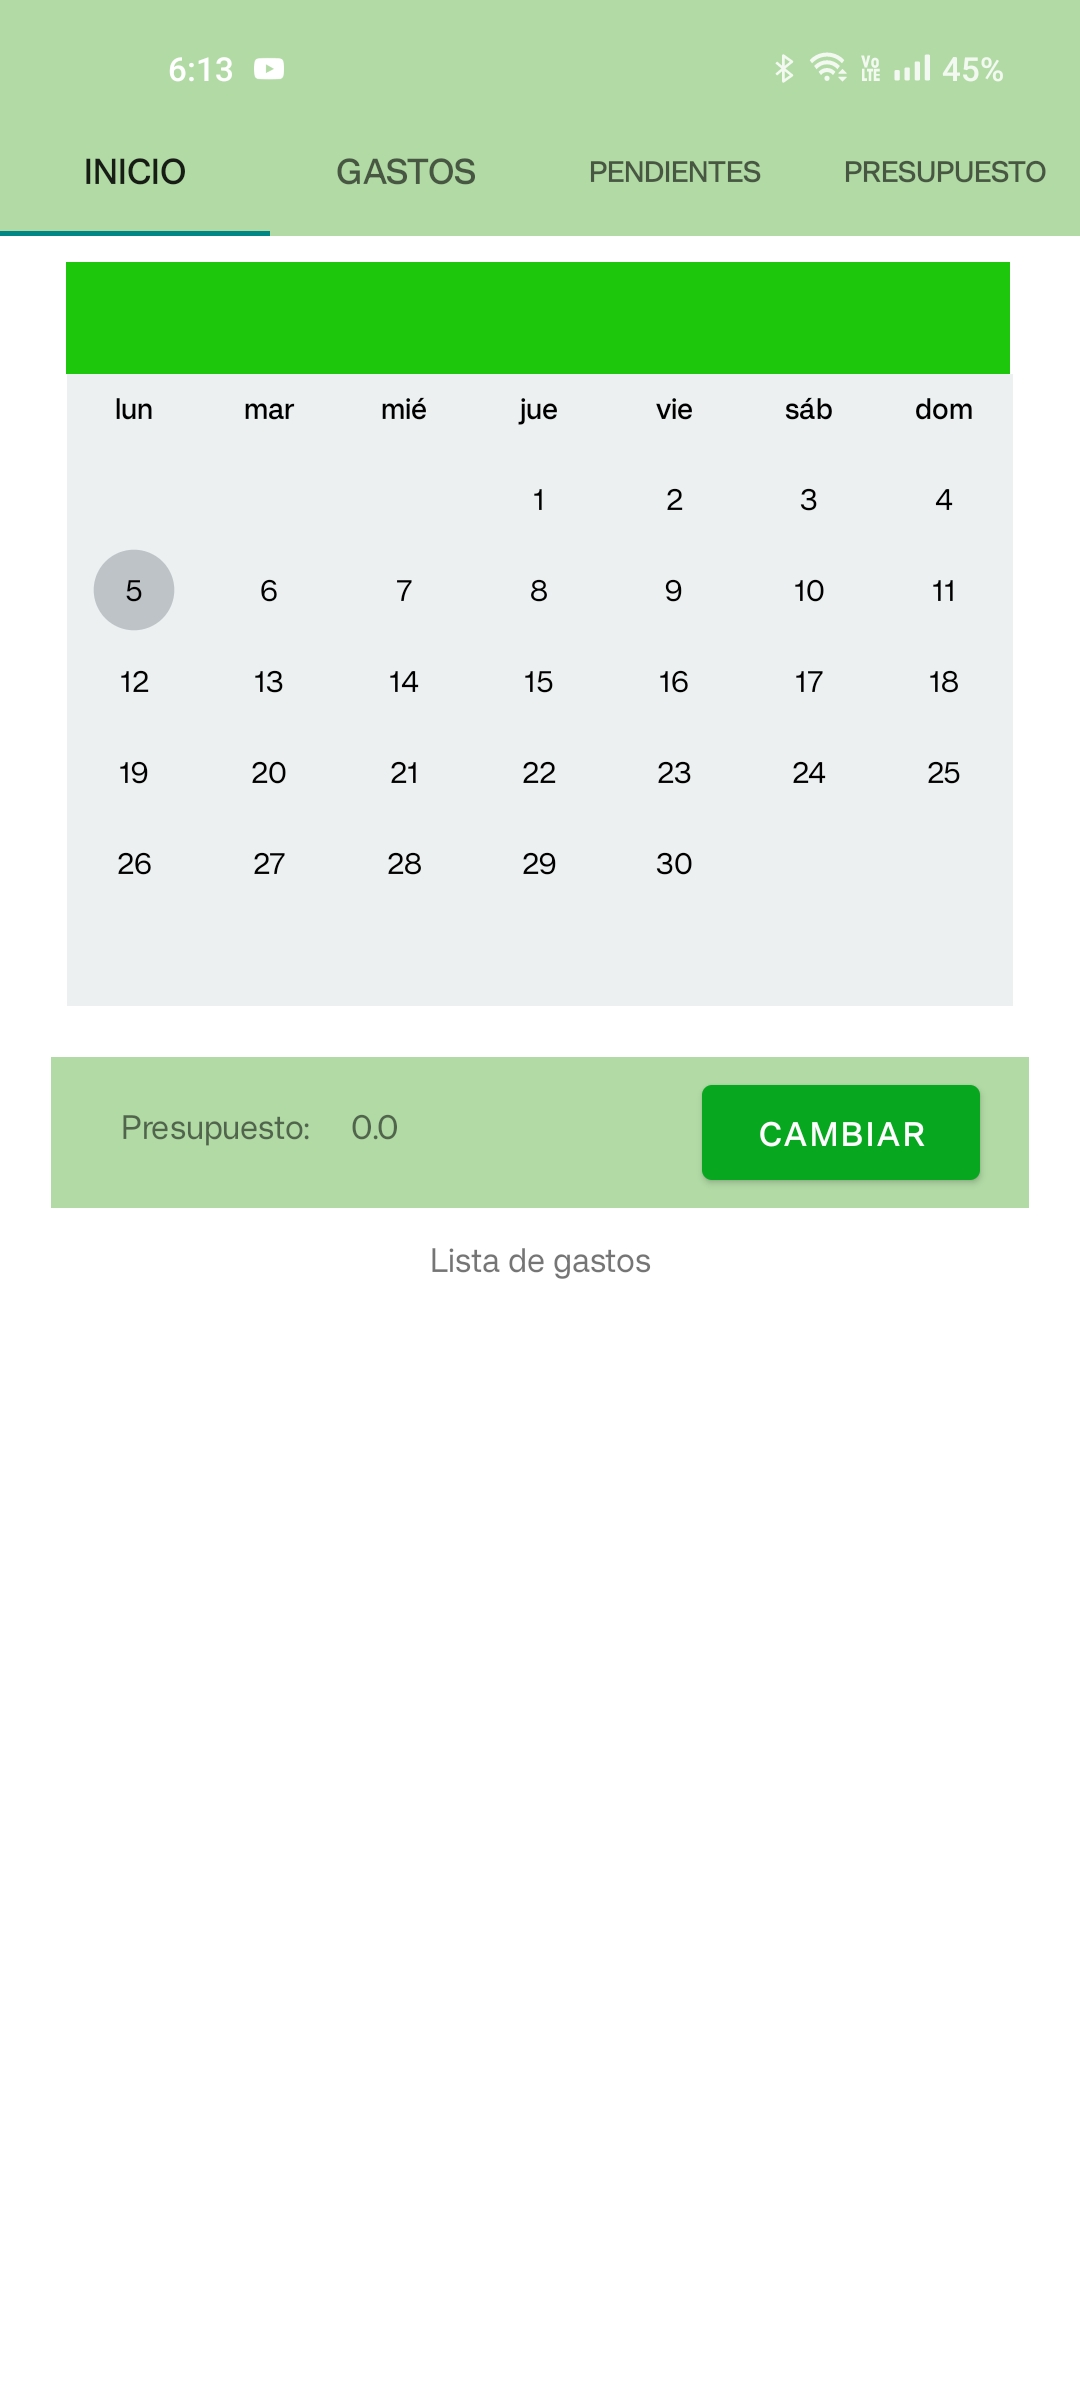 6:13 Vo LTE 45%
INICIO GASTOS PENDIENTES PRESUPUESTO
lun mar mié jue vie sáb dom
1 2 3 4
5 6 7 8 9 10 11
12 13 14 15 16 17 18
19 20 21 22 23 24 25
26 27 28 29 30
Presupuesto: 0.0 CAMBIAR
Lista de gastos